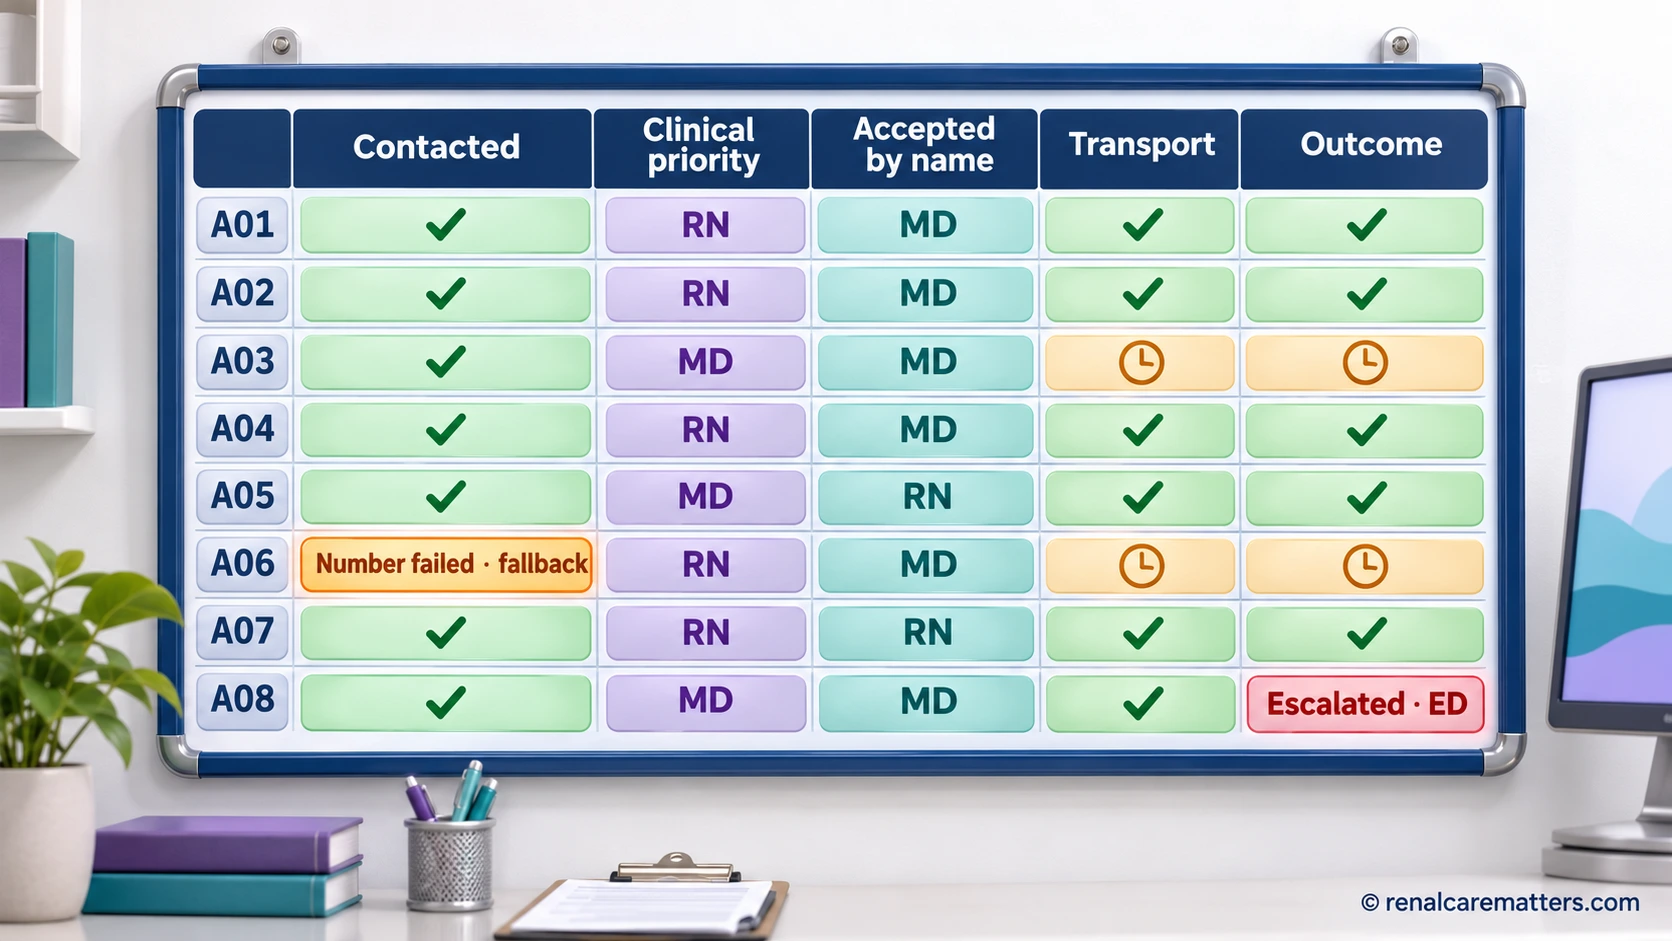 Contacted
Clinical priority
Accepted by name
Transport
Outcome
A01 RN MD
A02 RN MD
A03 MD MD
A04 RN MD
A05 MD RN
A06 Number failed · fallback RN MD
A07 RN RN
A08 MD MD Escalated · ED
© renalcarematters.com